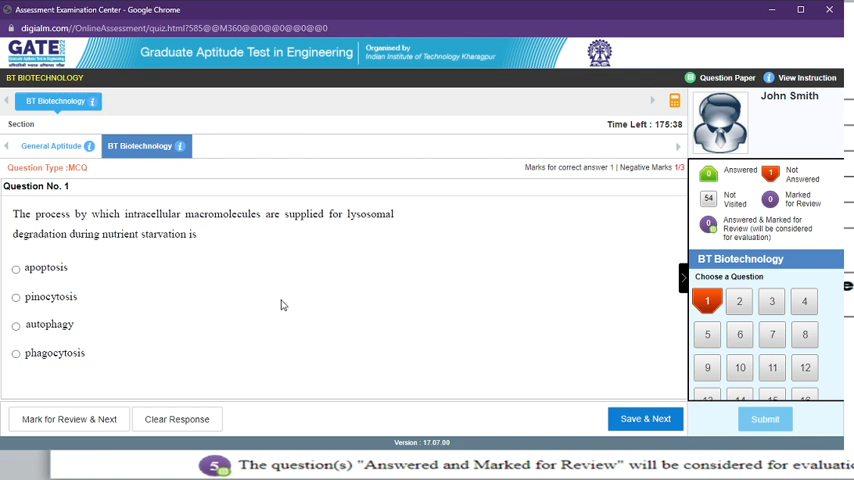 Assessment Examination Center - Google Chrome
digialm.com//OnlineAssessment/quiz.html?585@@M360@@0@@0@@0@@0
GATE
Graduate Aptitude Test in Engineering
Organised by
Indian Institute of Technology Kharagpur
BT BIOTECHNOLOGY
Question Paper
View Instruction
BT Biotechnology
John Smith
Section
Time Left : 175:38
General Aptitude
BT Biotechnology
Question Type :MCQ
Marks for correct answer 1 | Negative Marks 1/3
Question No. 1
The process by which intracellular macromolecules are supplied for lysosomal
degradation during nutrient starvation is
apoptosis
pinocytosis
autophagy
phagocytosis
0 Answered
1 Not Answered
54 Not Visited
0 Marked for Review
0 Answered & Marked for
Review (will be considered
for evaluation)
BT Biotechnology
Choose a Question
1 2 3 4
5 6 7 8
9 10 11 12
Mark for Review & Next
Clear Response
Save & Next
Submit
Version : 17.07.00
5 The question(s) "Answered and Marked for Review" will be considered for evaluatio